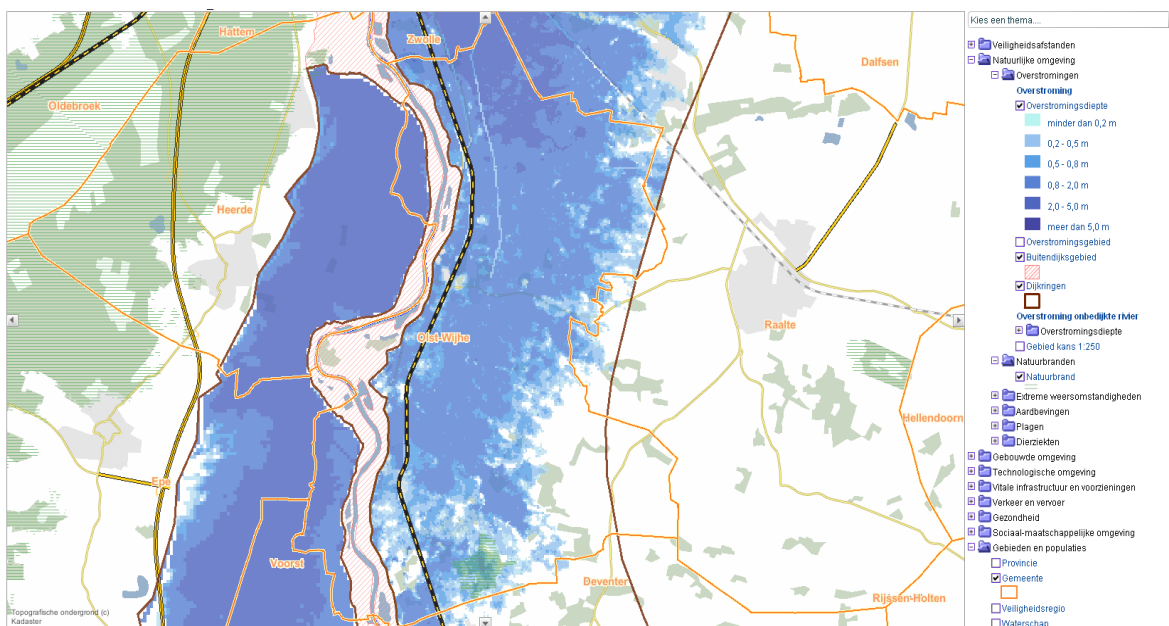 Hattem
Zwolle
Dalfsen
Oldebroek
Heerde
Olst-Wijhe
Raalte
Hellendoorn
Epe
Voorst
Deventer
Rijssen-Holten
Topografische ondergrond (c)
Kadaster
Kies een thema....
Veiligheidsafstanden
Natuurlijke omgeving
Overstromingen
Overstroming
Overstromingsdiepte
minder dan 0,2 m
0,2 - 0,5 m
0,5 - 0,8 m
0,8 - 2,0 m
2,0 - 5,0 m
meer dan 5,0 m
Overstromingsgebied
Buitendijksgebied
Dijkringen
Overstroming onbedijkte rivier
Overstromingsdiepte
Gebied kans 1:250
Natuurbranden
Natuurbrand
Extreme weersomstandigheden
Aardbevingen
Plagen
Dierziekten
Gebouwde omgeving
Technologische omgeving
Vitale infrastructuur en voorzieningen
Verkeer en vervoer
Gezondheid
Sociaal-maatschappelijke omgeving
Gebieden en populaties
Provincie
Gemeente
Veiligheidsregio
Waterschap